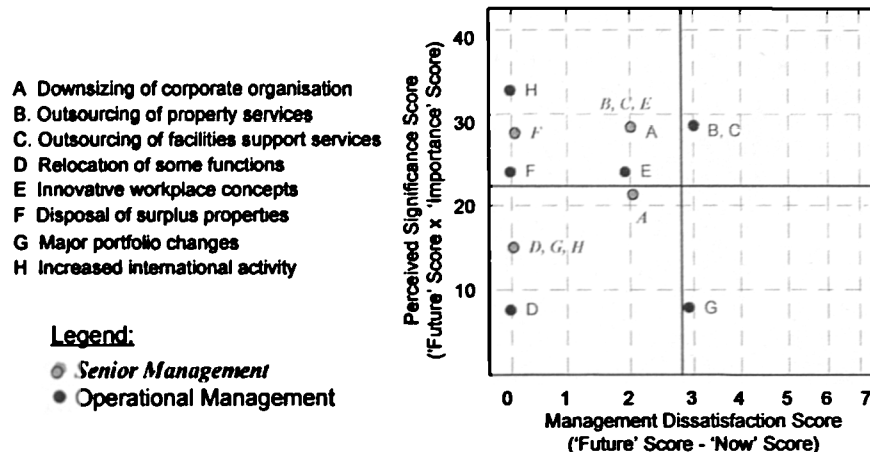 A Downsizing of corporate organisation
B. Outsourcing of property services
C. Outsourcing of facilities support services
D Relocation of some functions
E Innovative workplace concepts
F Disposal of surplus properties
G Major portfolio changes
H Increased international activity
Legend:
Senior Management
Operational Management
Perceived Significance Score
('Future' Score x 'Importance' Score)
40
30
20
10
H
B, C, E
F
A
B, C
F
E
A
D, G, H
D
G
0 1 2 3 4 5 6 7
Management Dissatisfaction Score
('Future' Score - 'Now' Score)